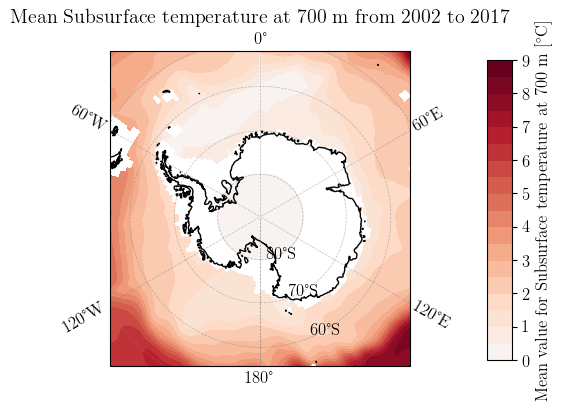 Mean Subsurface temperature at 700 m from 2002 to 2017
0°
60°W
60°E
80°S
70°S
60°S
120°W
120°E
180°
9
8
7
6
5
4
3
2
1
0
Mean value for Subsurface temperature at 700 m [°C]